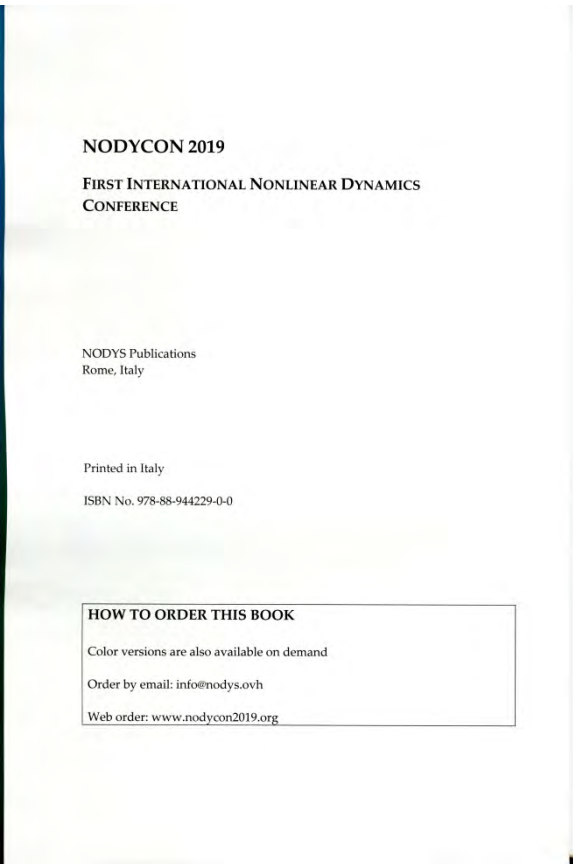 NODYCON 2019
FIRST INTERNATIONAL NONLINEAR DYNAMICS
CONFERENCE
NODYS Publications
Rome, Italy
Printed in Italy
ISBN No. 978-88-944229-0-0
HOW TO ORDER THIS BOOK
Color versions are also available on demand
Order by email: info@nodys.ovh
Web order: www.nodycon2019.org